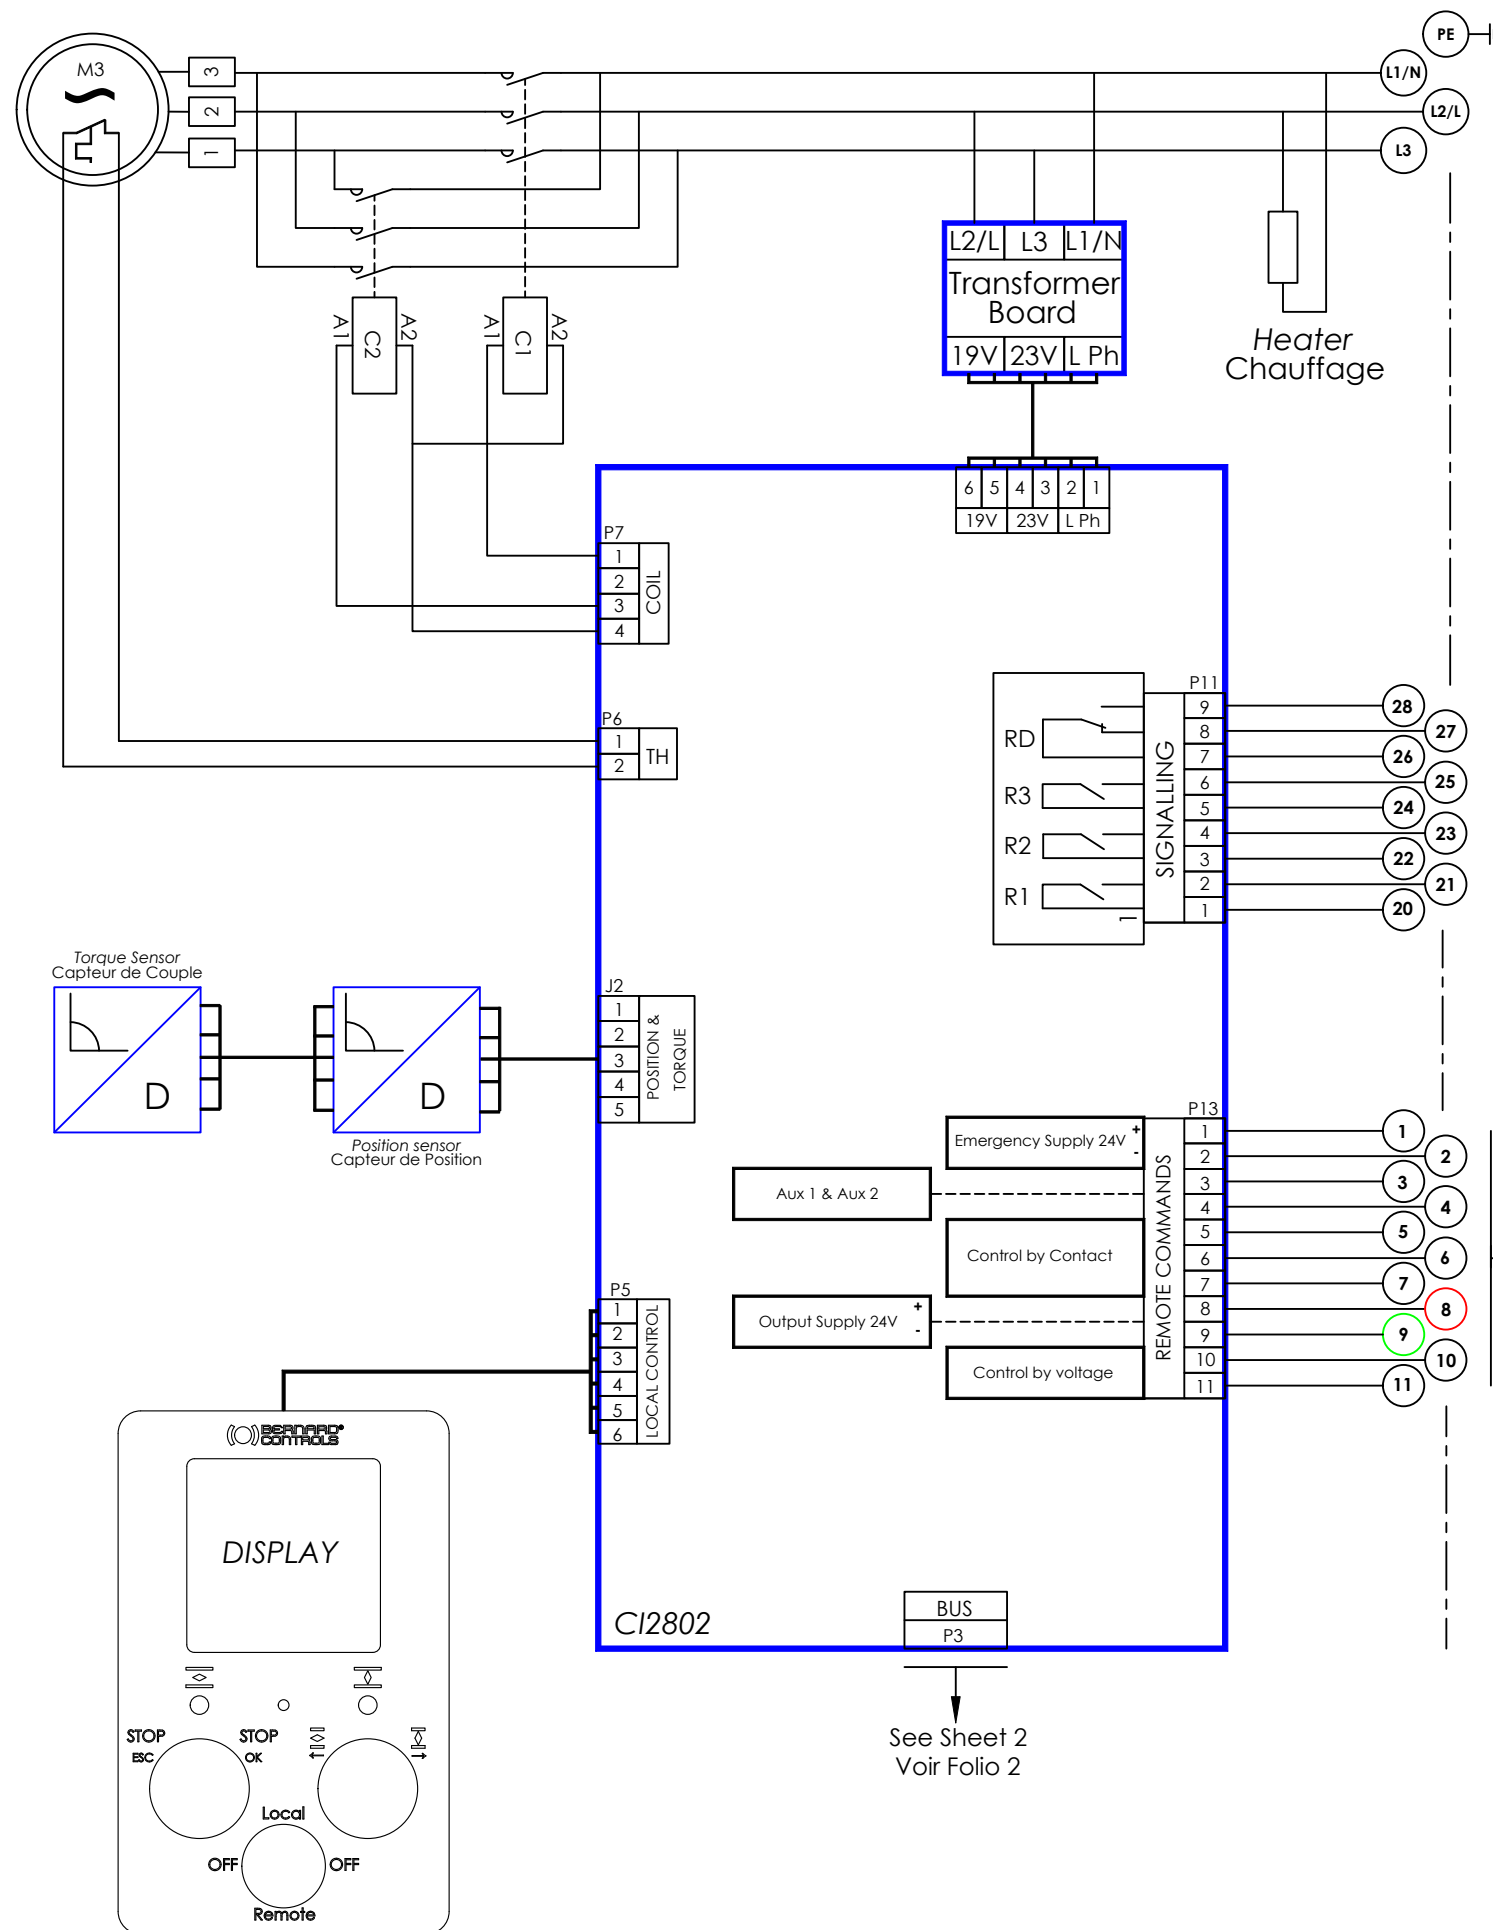 PE
M3
3
L1/N
2
L2/L
1
L3
L2/L L3 L1/N
Transformer
Board
19V 23V L Ph
Heater
Chauffage
A1 C2 A2
A1 C1 A2
6 5 4 3 2 1
19V 23V L Ph
P7
1
2
3
4
COIL
P6
1
2
TH
P11
RD
R3
R2
R1
1
SIGNALLING
9 28
8 27
7 26
6 25
5 24
4 23
3 22
2 21
1 20
Torque Sensor
Capteur de Couple
D
D
Position sensor
Capteur de Position
J2
1
2
3
4
5
POSITION &
TORQUE
P13
Emergency Supply 24V + -
Aux 1 & Aux 2
Control by Contact
Output Supply 24V + -
Control by voltage
REMOTE COMMANDS
1 1
2 2
3 3
4 4
5 5
6 6
7 7
8 8
9 9
10 10
11 11
P5
1
2
3
4
5
6
LOCAL CONTROL
BERNARD®
CONTROLS
DISPLAY
STOP STOP
ESC OK
Local
OFF OFF
Remote
CI2802
BUS
P3
See Sheet 2
Voir Folio 2